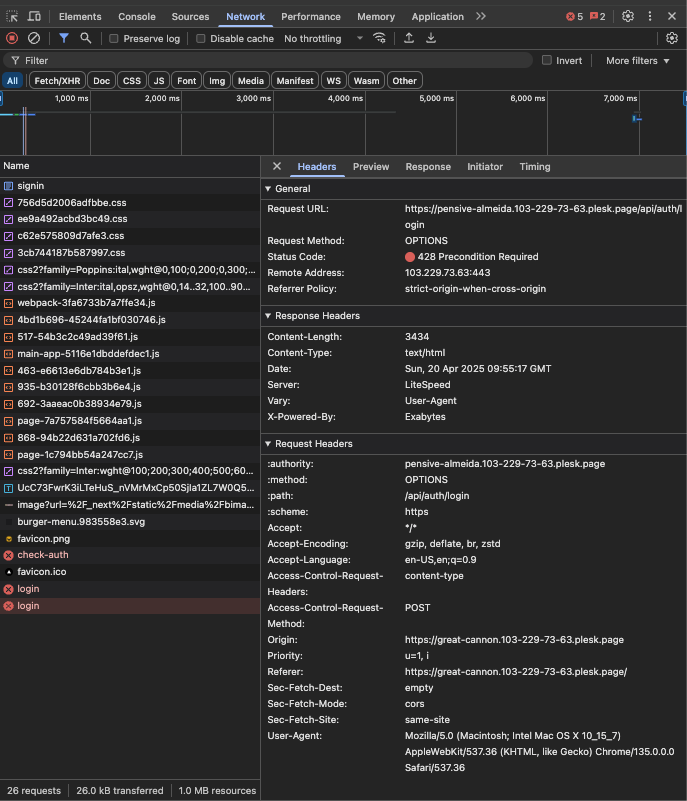 Elements Console Sources Network Performance Memory Application 5 2
Preserve log Disable cache No throttling
Filter Invert More filters
All Fetch/XHR Doc CSS JS Font Img Media Manifest WS Wasm Other
1,000 ms 2,000 ms 3,000 ms 4,000 ms 5,000 ms 6,000 ms 7,000 ms
Name
signin
756d5d2006adfbbe.css
ee9a492acbd3bc49.css
c62e575809d7afe3.css
3cb744187b587997.css
css2?family=Poppins:ital,wght@0,100;0,200;0,300;...
css2?family=Inter:ital,opsz,wght@0,14..32,100..90...
webpack-3fa6733b7a7ffe34.js
4bd1b696-45244fa1bf030746.js
517-54b3c2c49ad39f61.js
main-app-5116e1dbddefdec1.js
463-e6613e6db784b3e1.js
935-b30128f6cbb3b6e4.js
692-3aaeac0b38934e79.js
page-7a757584f5664aa1.js
868-94b22d631a702fd6.js
page-1c794bb54a247cc7.js
css2?family=Inter:wght@100;200;300;400;500;60...
UcC73FwrK3iLTeHuS_nVMrMxCp50SjIa1ZL7W0Q5...
image?url=%2F_next%2Fstatic%2Fmedia%2Fbima...
burger-menu.983558e3.svg
favicon.png
check-auth
favicon.ico
login
login
26 requests 26.0 kB transferred 1.0 MB resources
Headers Preview Response Initiator Timing
General
Request URL: https://pensive-almeida.103-229-73-63.plesk.page/api/auth/l
ogin
Request Method: OPTIONS
Status Code: 428 Precondition Required
Remote Address: 103.229.73.63:443
Referrer Policy: strict-origin-when-cross-origin
Response Headers
Content-Length: 3434
Content-Type: text/html
Date: Sun, 20 Apr 2025 09:55:17 GMT
Server: LiteSpeed
Vary: User-Agent
X-Powered-By: Exabytes
Request Headers
:authority: pensive-almeida.103-229-73-63.plesk.page
:method: OPTIONS
:path: /api/auth/login
:scheme: https
Accept: */*
Accept-Encoding: gzip, deflate, br, zstd
Accept-Language: en-US,en;q=0.9
Access-Control-Request- content-type
Headers:
Access-Control-Request- POST
Method:
Origin: https://great-cannon.103-229-73-63.plesk.page
Priority: u=1, i
Referer: https://great-cannon.103-229-73-63.plesk.page/
Sec-Fetch-Dest: empty
Sec-Fetch-Mode: cors
Sec-Fetch-Site: same-site
User-Agent: Mozilla/5.0 (Macintosh; Intel Mac OS X 10_15_7)
AppleWebKit/537.36 (KHTML, like Gecko) Chrome/135.0.0.0
Safari/537.36